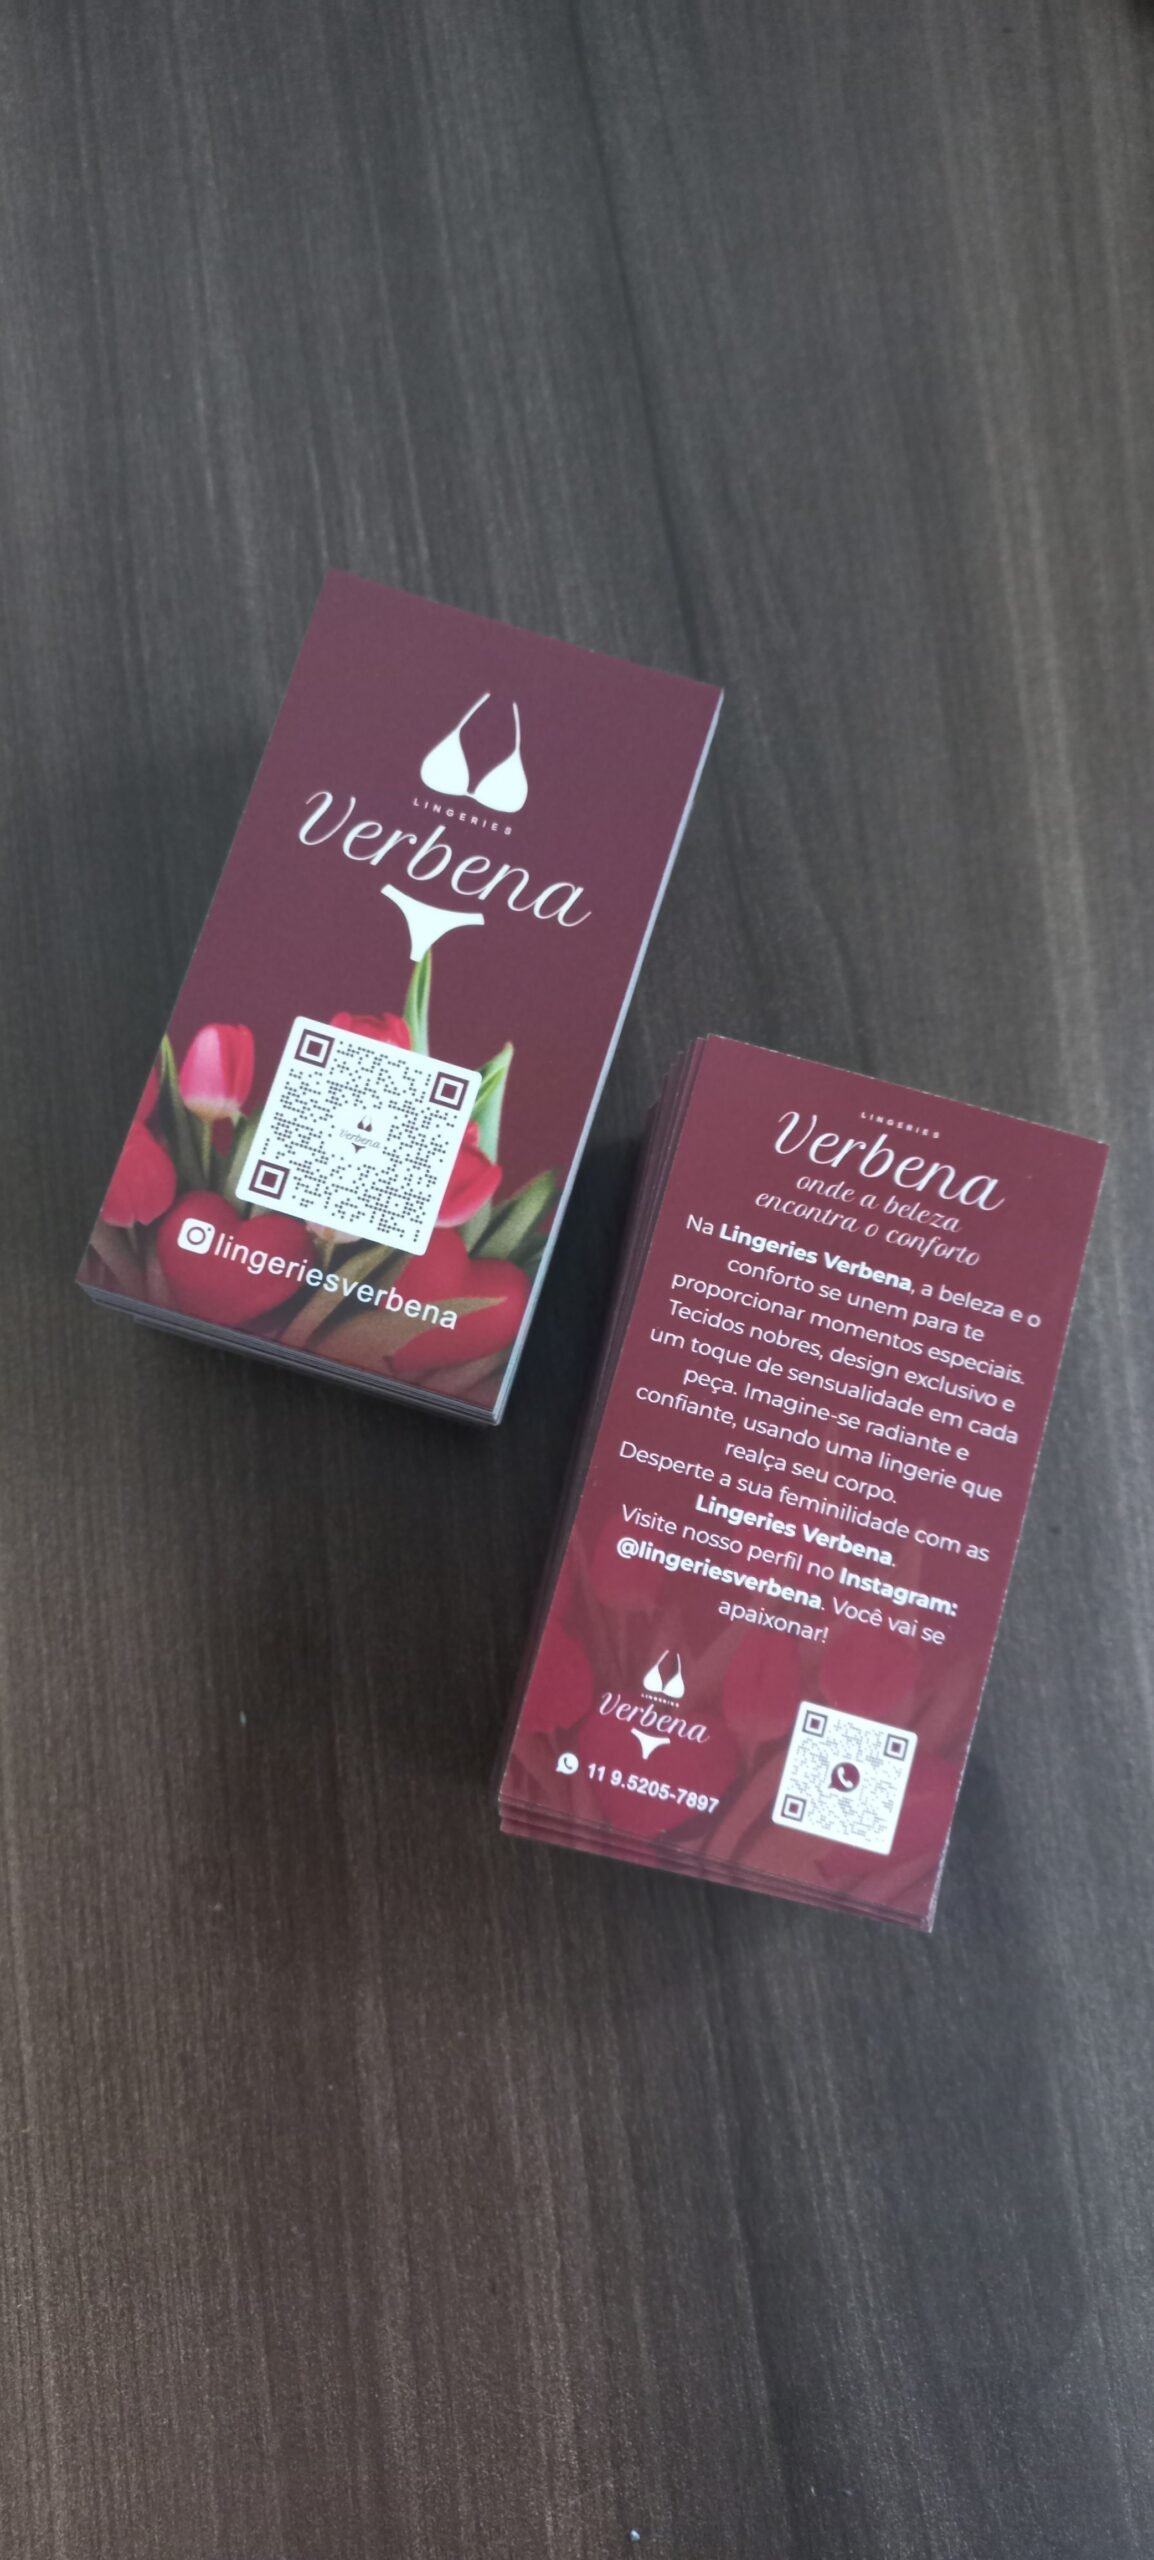 LINGERIES
Verbena
Verbena
lingeriesverbena
LINGERIES
Verbena
onde a beleza
encontra o conforto
Na Lingeries Verbena, a beleza e o
conforto se unem para te
proporcionar momentos especiais.
Tecidos nobres, design exclusivo e
um toque de sensualidade em cada
peça. Imagine-se radiante e
confiante, usando uma lingerie que
realça seu corpo.
Desperte a sua feminilidade com as
Lingeries Verbena.
Visite nosso perfil no Instagram:
@lingeriesverbena. Você vai se
apaixonar!
LINGERIES
Verbena
11 9.5205-7897